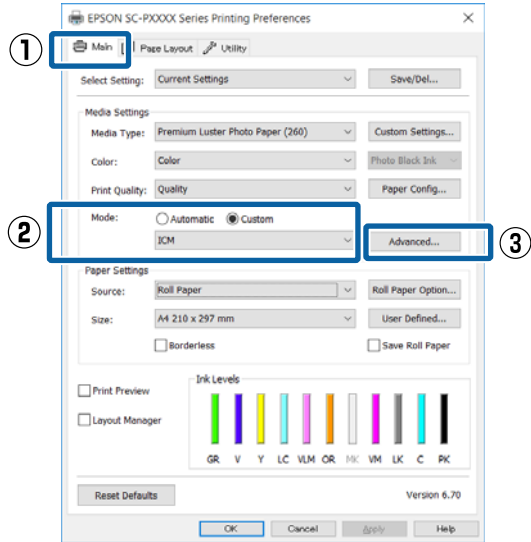 EPSON SC-PXXXX Series Printing Preferences
① Main Page Layout Utility
Select Setting: Current Settings Save/Del...
Media Settings
Media Type: Premium Luster Photo Paper (260) Custom Settings...
Color: Color Photo Black Ink
Print Quality: Quality Paper Config...
Mode: Automatic Custom
② ICM Advanced... ③
Paper Settings
Source: Roll Paper Roll Paper Option...
Size: A4 210 x 297 mm User Defined...
Borderless Save Roll Paper
Ink Levels
Print Preview
Layout Manager
GR V Y LC VLM OR MK VM LK C PK
Reset Defaults Version 6.70
OK Cancel Apply Help